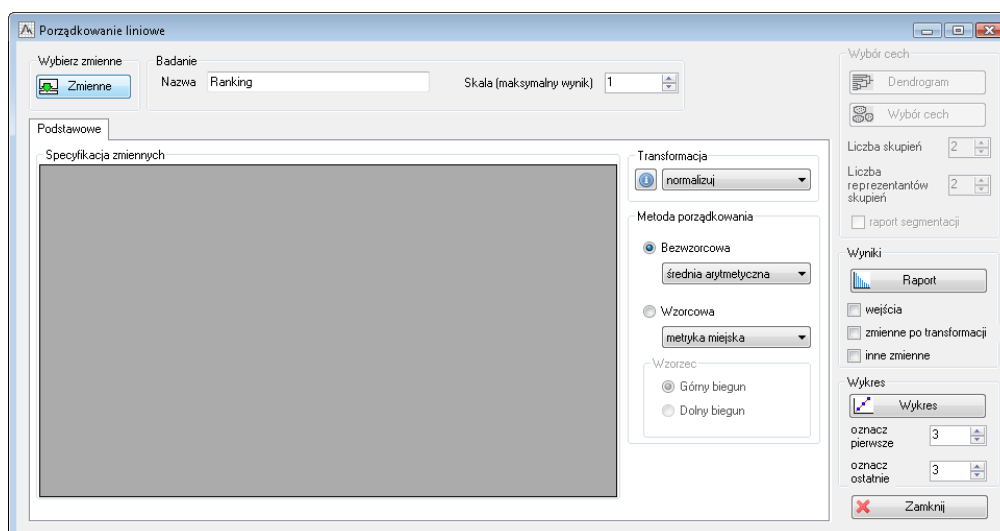 Porządkowanie liniowe
Wybierz zmienne
Zmienne
Badanie
Nazwa Ranking Skala (maksymalny wynik) 1
Podstawowe
Specyfikacja zmiennych
Transformacja
normalizuj
Metoda porządkowania
Bezwzorcowa
średnia arytmetyczna
Wzorcowa
metryka miejska
Wzorzec
Górny biegun
Dolny biegun
Wybór cech
Dendrogram
Wybór cech
Liczba skupień 2
Liczba
reprezentantów 2
skupień
raport segmentacji
Wyniki
Raport
wejścia
zmienne po transformacji
inne zmienne
Wykres
Wykres
oznacz
pierwsze 3
oznacz
ostatnie 3
Zamknij